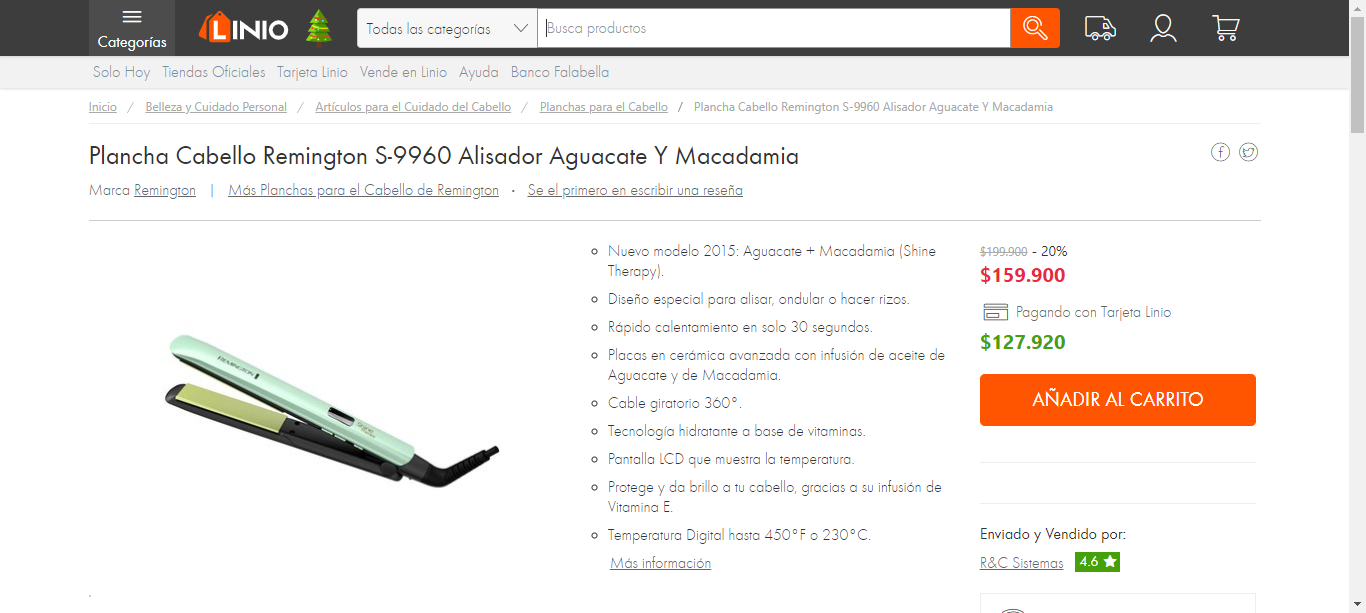 Categorías
LINIO
Todas las categorías
Busca productos
Solo Hoy Tiendas Oficiales Tarjeta Linio Vende en Linio Ayuda Banco Falabella
Inicio / Belleza y Cuidado Personal / Artículos para el Cuidado del Cabello / Planchas para el Cabello / Plancha Cabello Remington S-9960 Alisador Aguacate Y Macadamia
Plancha Cabello Remington S-9960 Alisador Aguacate Y Macadamia
Marca Remington | Más Planchas para el Cabello de Remington · Se el primero en escribir una reseña
REMINGTON
Nuevo modelo 2015: Aguacate + Macadamia (Shine
Therapy).
Diseño especial para alisar, ondular o hacer rizos.
Rápido calentamiento en solo 30 segundos.
Placas en cerámica avanzada con infusión de aceite de
Aguacate y de Macadamia.
Cable giratorio 360°.
Tecnología hidratante a base de vitaminas.
Pantalla LCD que muestra la temperatura.
Protege y da brillo a tu cabello, gracias a su infusión de
Vitamina E.
Temperatura Digital hasta 450°F o 230°C.
Más información
$199.900 - 20%
$159.900
Pagando con Tarjeta Linio
$127.920
AÑADIR AL CARRITO
Enviado y Vendido por:
R&C Sistemas 4.6